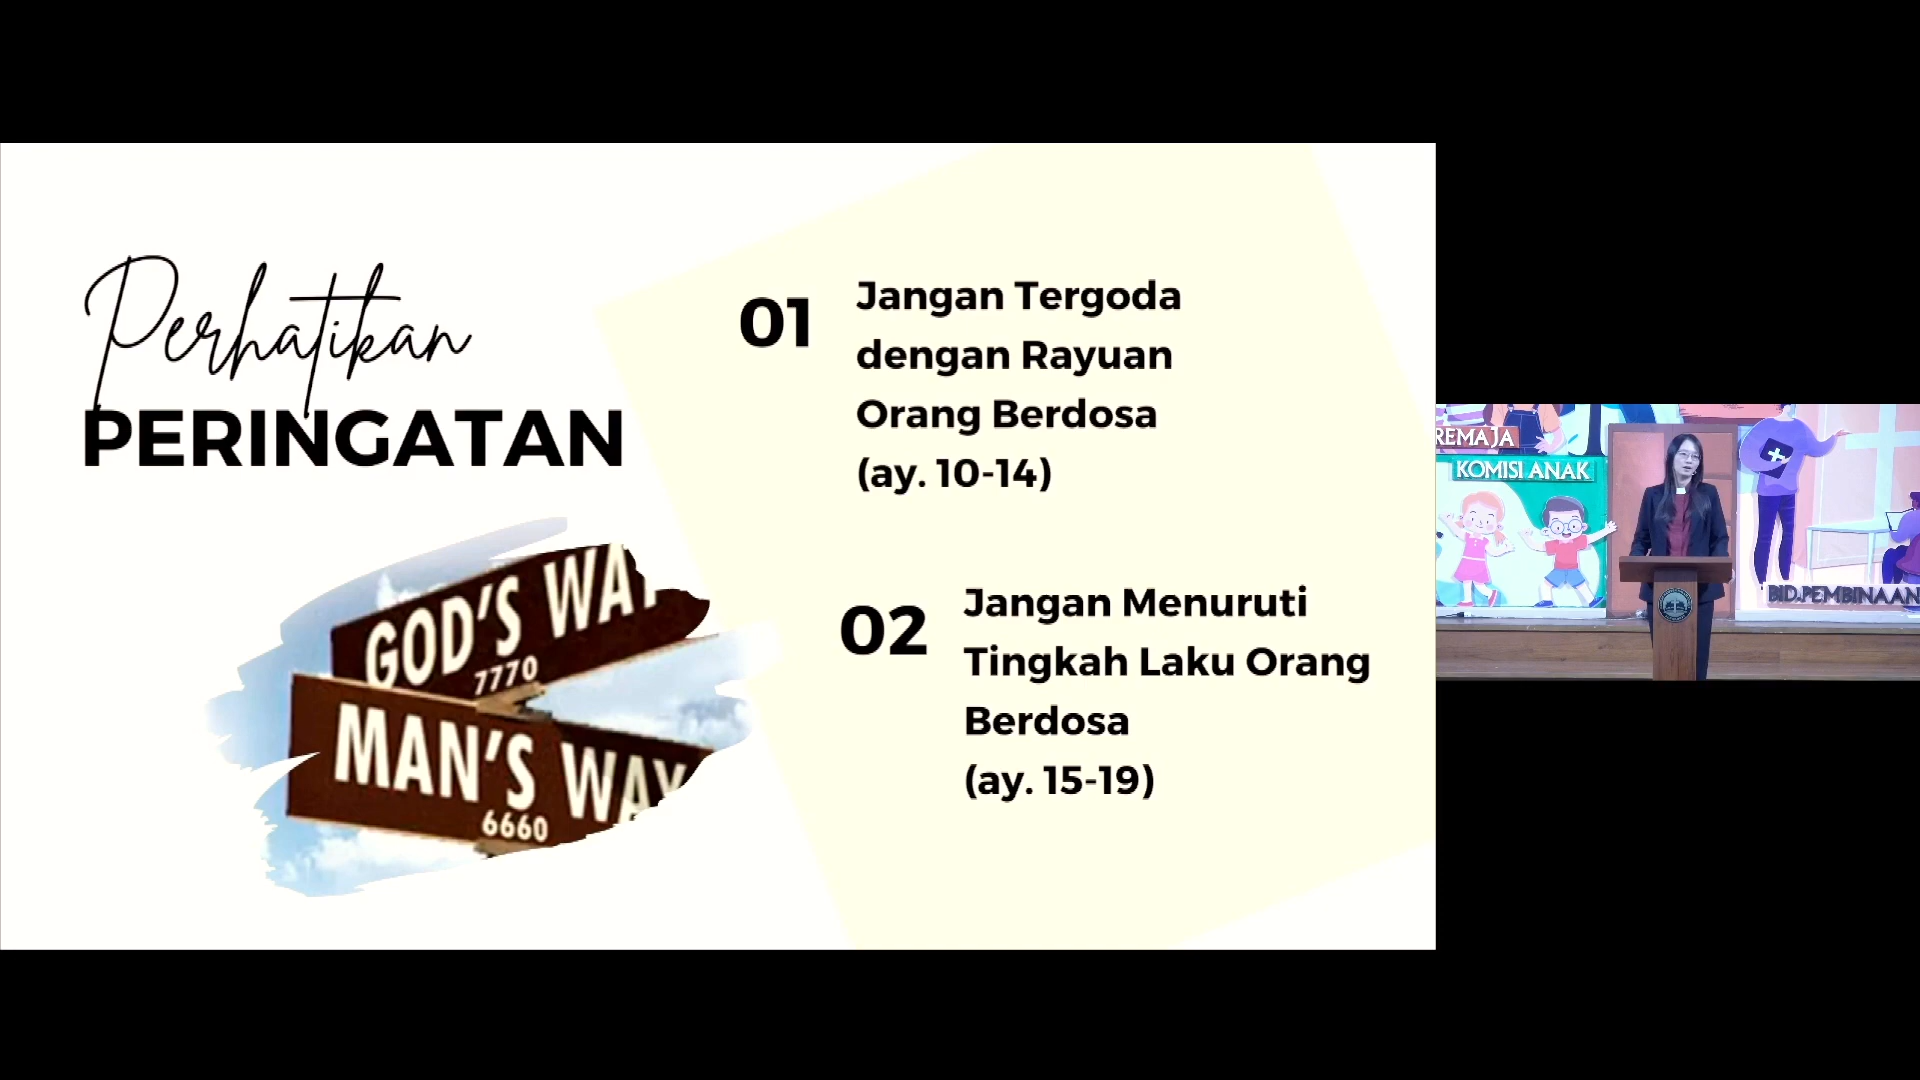 Perhatikan
PERINGATAN
01
Jangan Tergoda
dengan Rayuan
Orang Berdosa
(ay. 10-14)
02
Jangan Menuruti
Tingkah Laku Orang
Berdosa
(ay. 15-19)
GOD'S WAY
7770
MAN'S WAY
6660
REMAJA
KOMISI ANAK
BID.PEMBINAAN